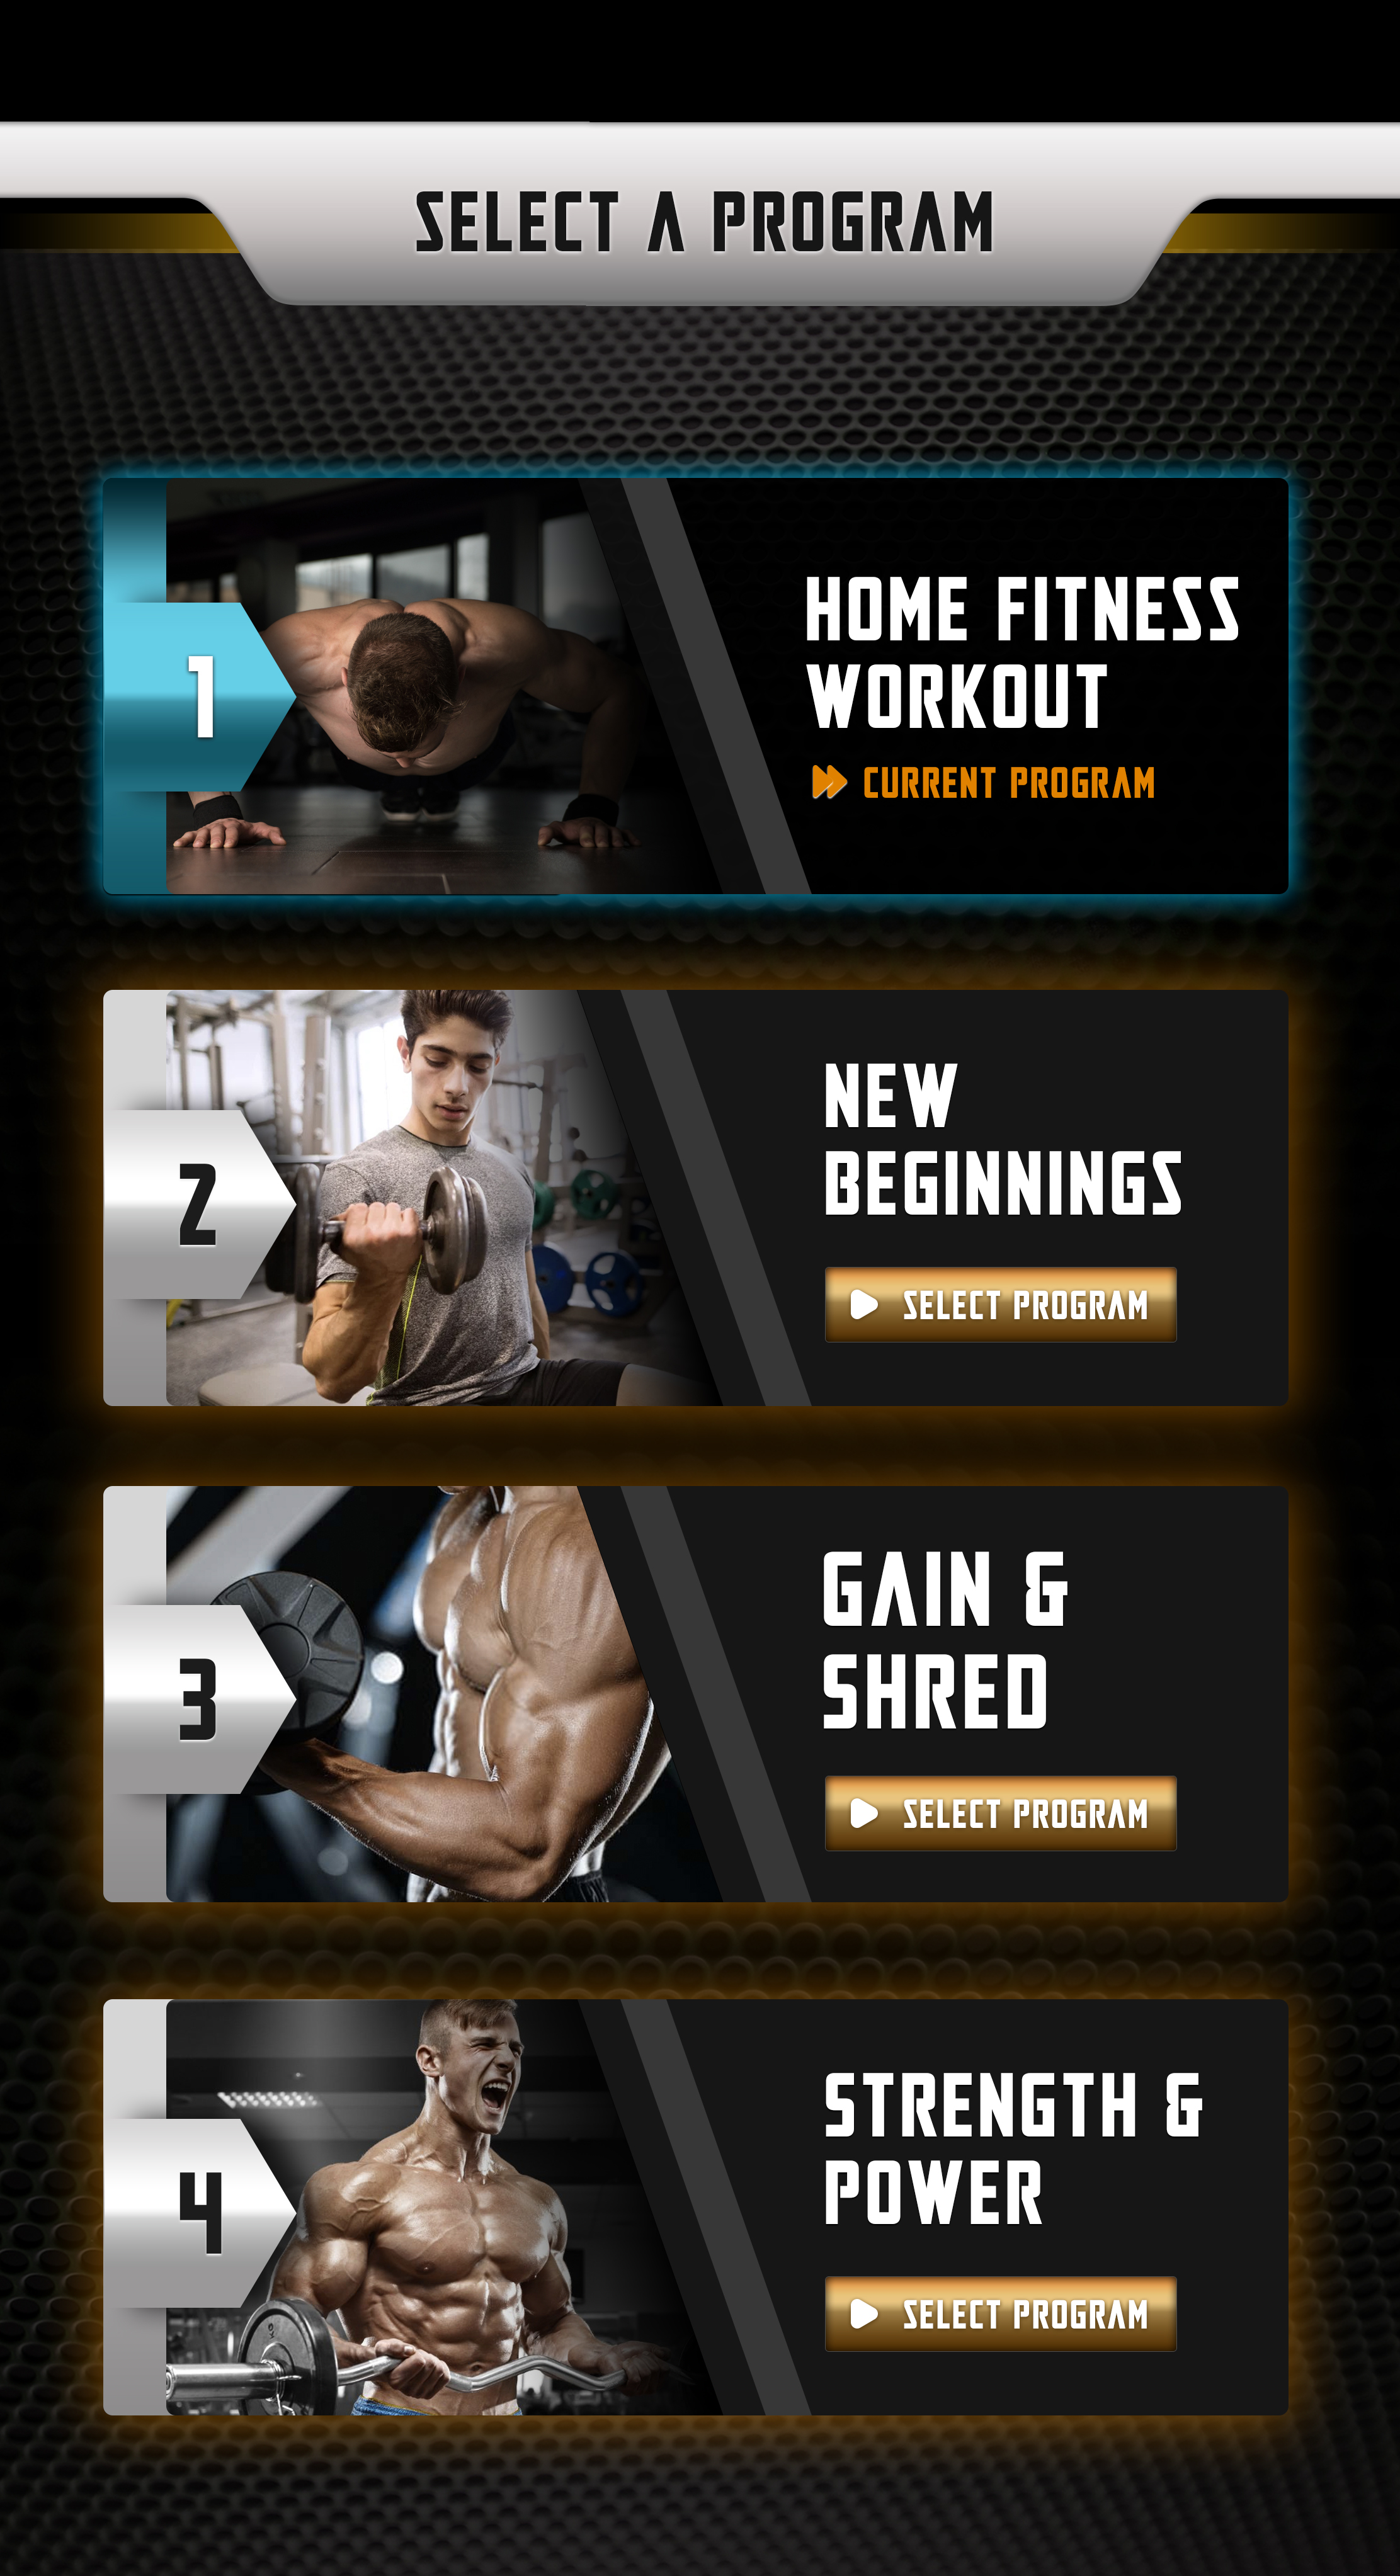 SELECT A PROGRAM
1
HOME FITNESS
WORKOUT
CURRENT PROGRAM
2
NEW
BEGINNINGS
SELECT PROGRAM
3
GAIN &
SHRED
SELECT PROGRAM
4
STRENGTH &
POWER
SELECT PROGRAM